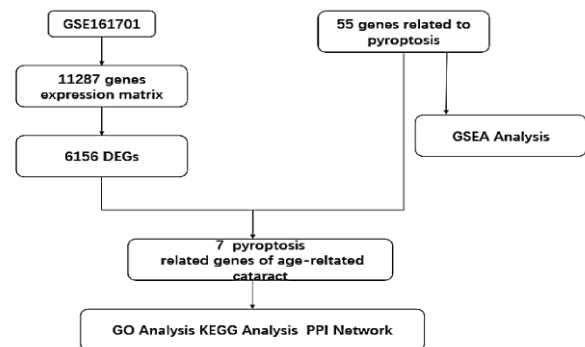 GSE161701
55 genes related to
pyroptosis
11287 genes
expression matrix
GSEA Analysis
6156 DEGs
7 pyroptosis
related genes of age-reltated
cataract
GO Analysis KEGG Analysis PPI Network